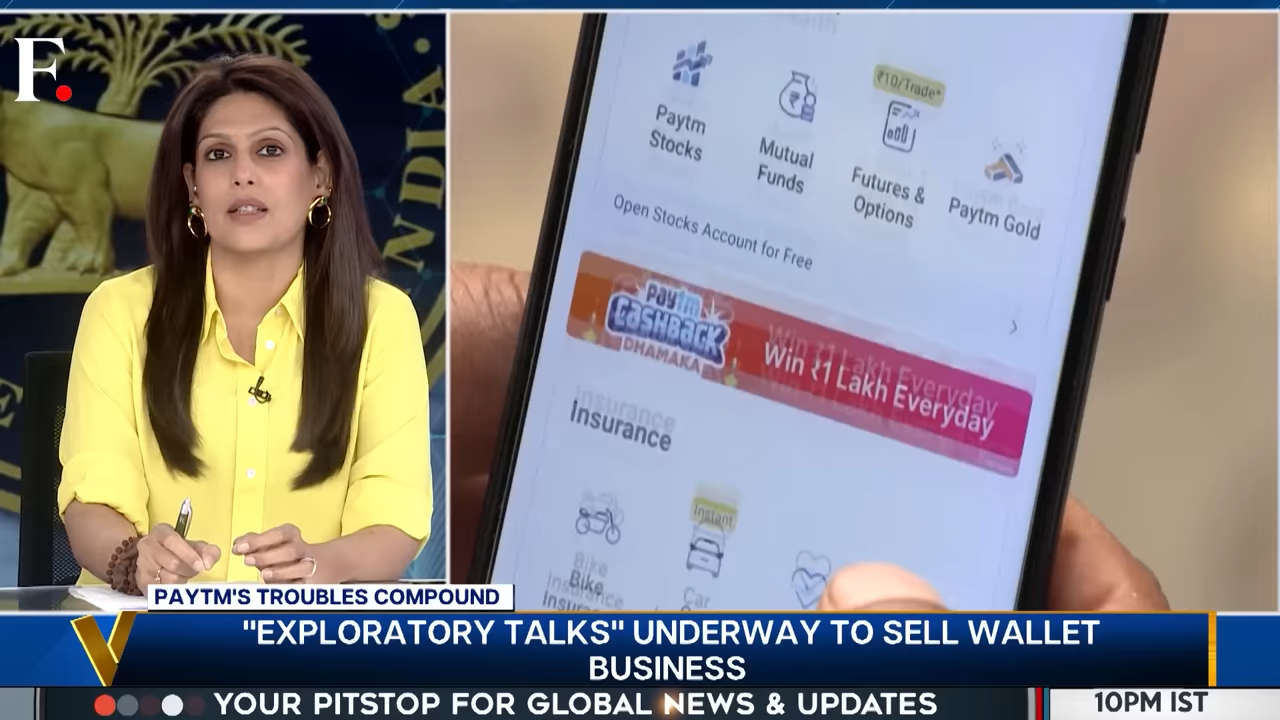 F.
INDIA
E
₹10/Trade*
Paytm
Stocks
Mutual
Funds
Futures &
Options
Paytm Gold
Open Stocks Account for Free
paytm
CASHBACK
DHAMAKA
Win ₹1 Lakh Everyday
Insurance
Instant
Bike
Car
PAYTM'S TROUBLES COMPOUND
V
"EXPLORATORY TALKS" UNDERWAY TO SELL WALLET
BUSINESS
YOUR PITSTOP FOR GLOBAL NEWS & UPDATES
10PM IST